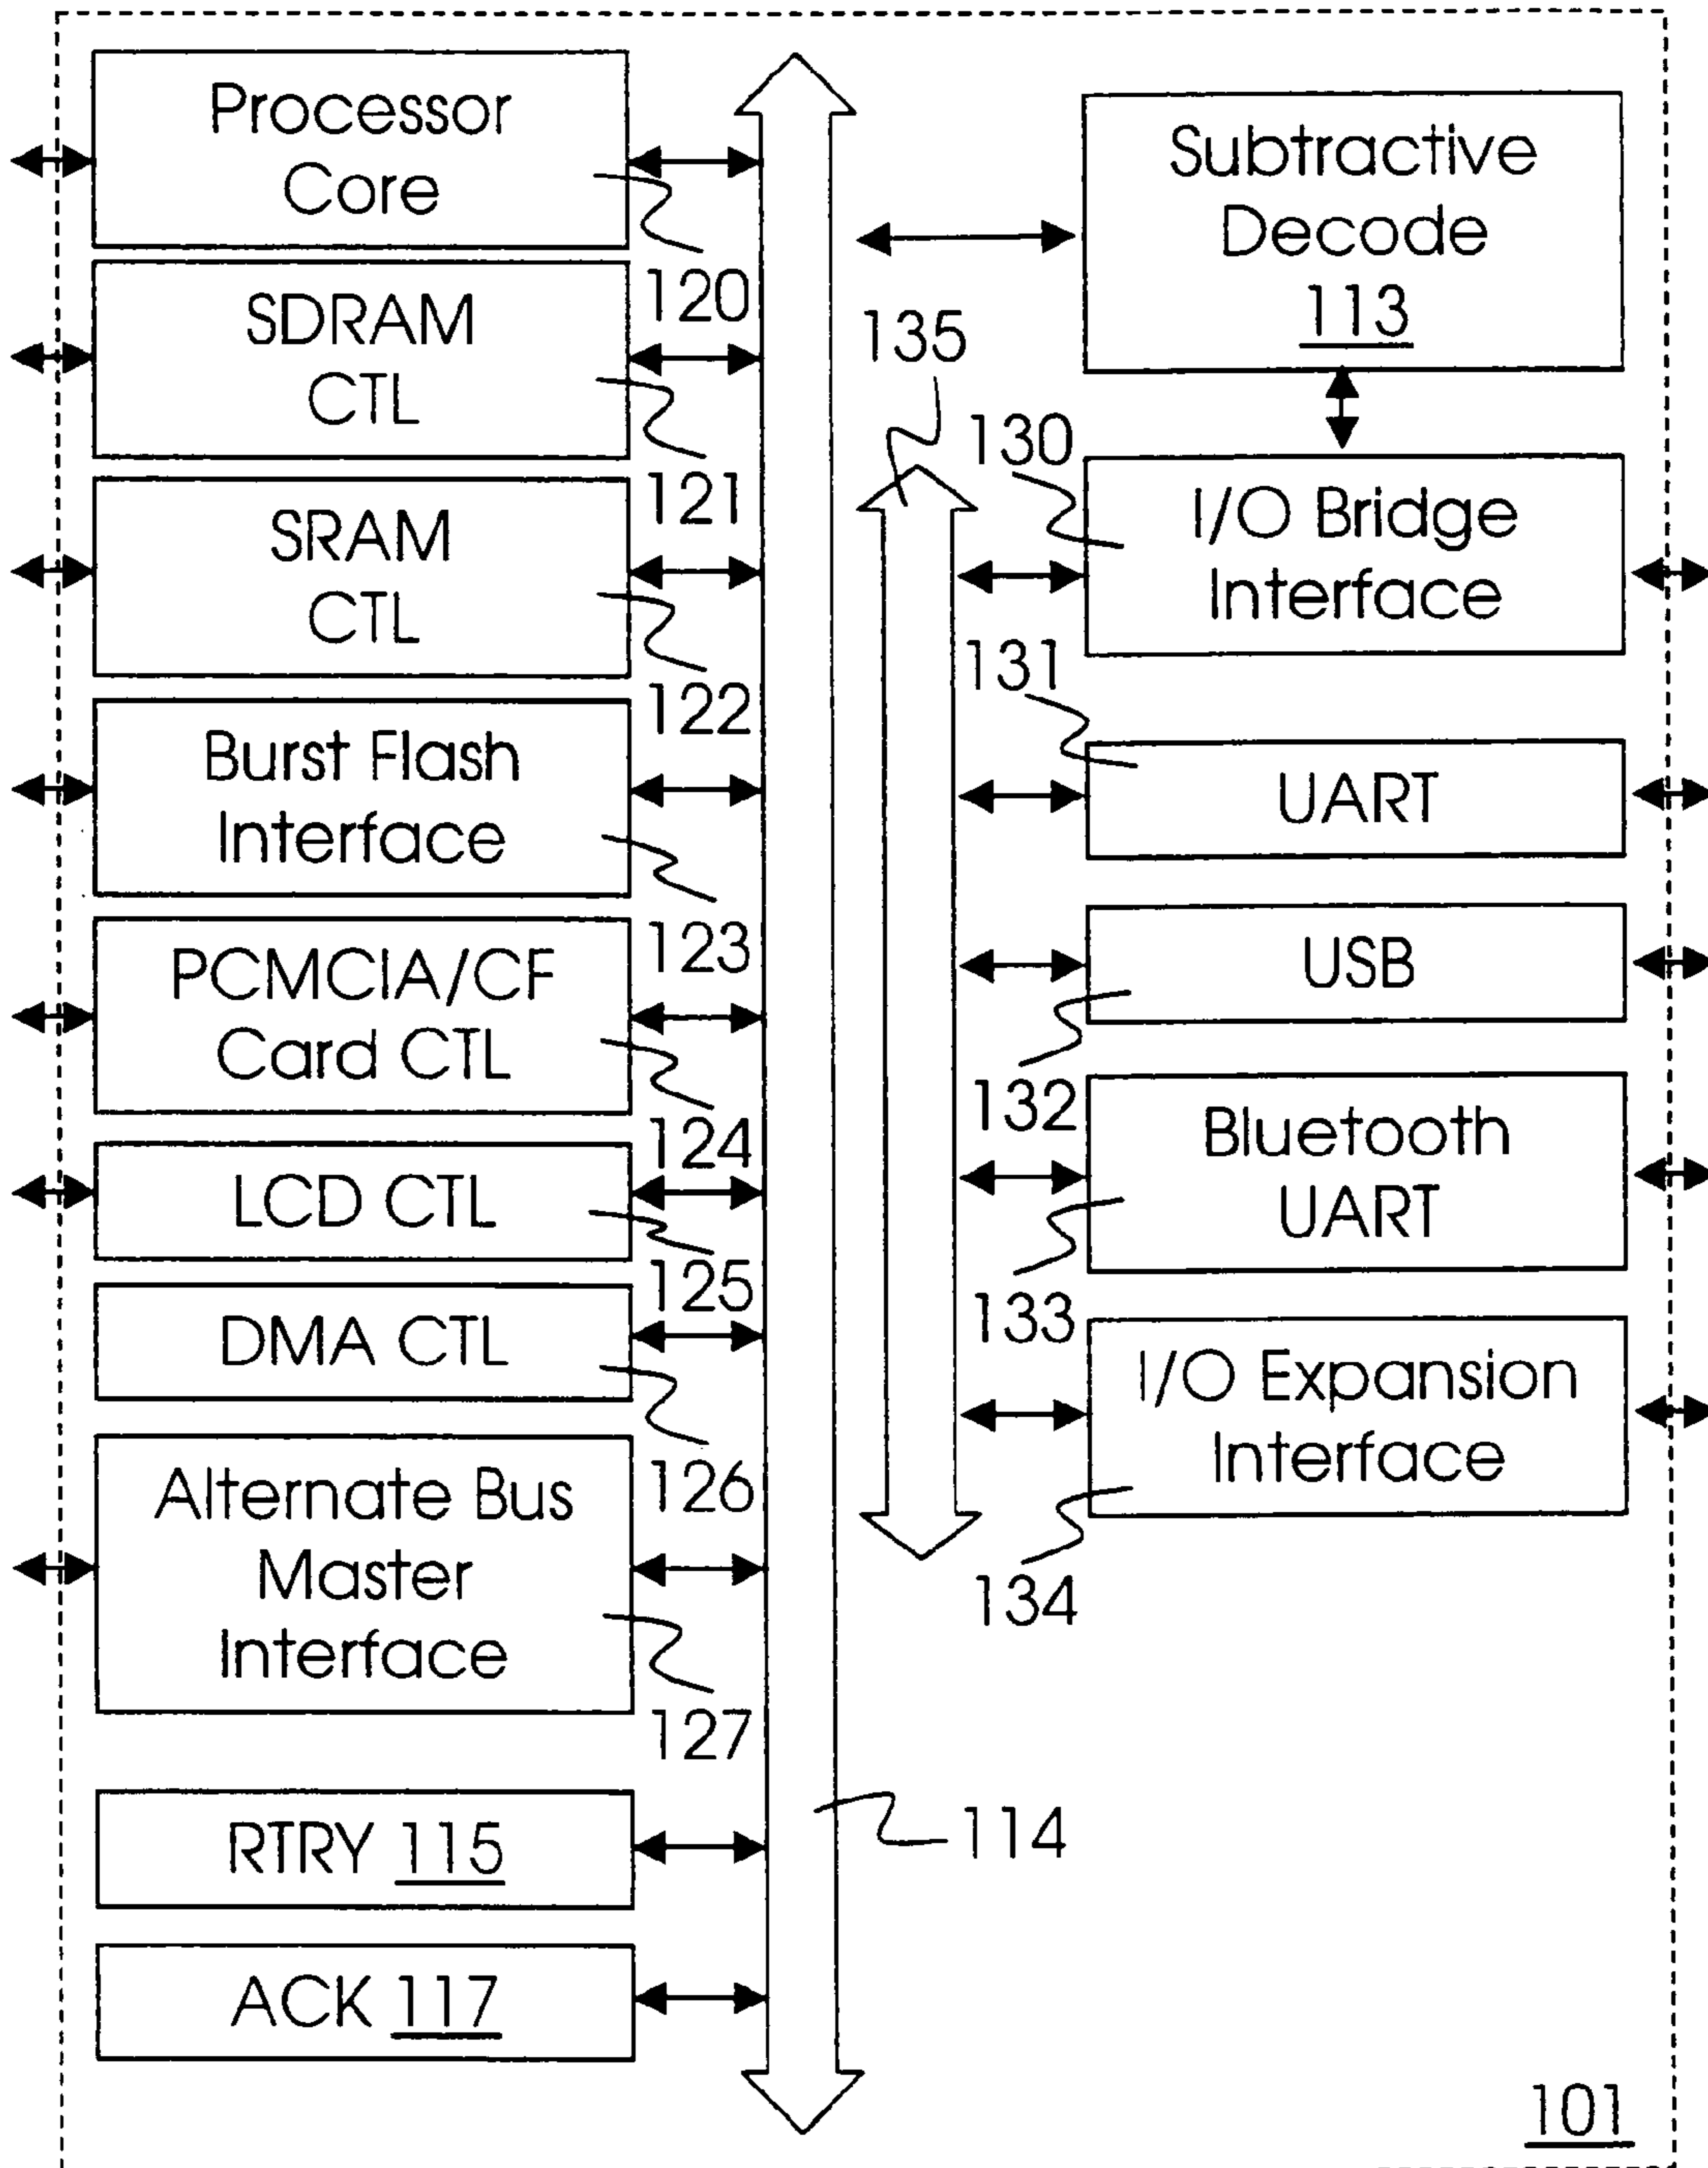 Processor
Core
120
SDRAM
CTL
121
SRAM
CTL
122
Burst Flash
Interface
123
PCMCIA/CF
Card CTL
124
LCD CTL
125
DMA CTL
126
Alternate Bus
Master
Interface
127
RTRY 115
ACK 117
114
135
Subtractive
Decode
113
130
I/O Bridge
Interface
131
UART
USB
132
Bluetooth
UART
133
I/O Expansion
Interface
134
101